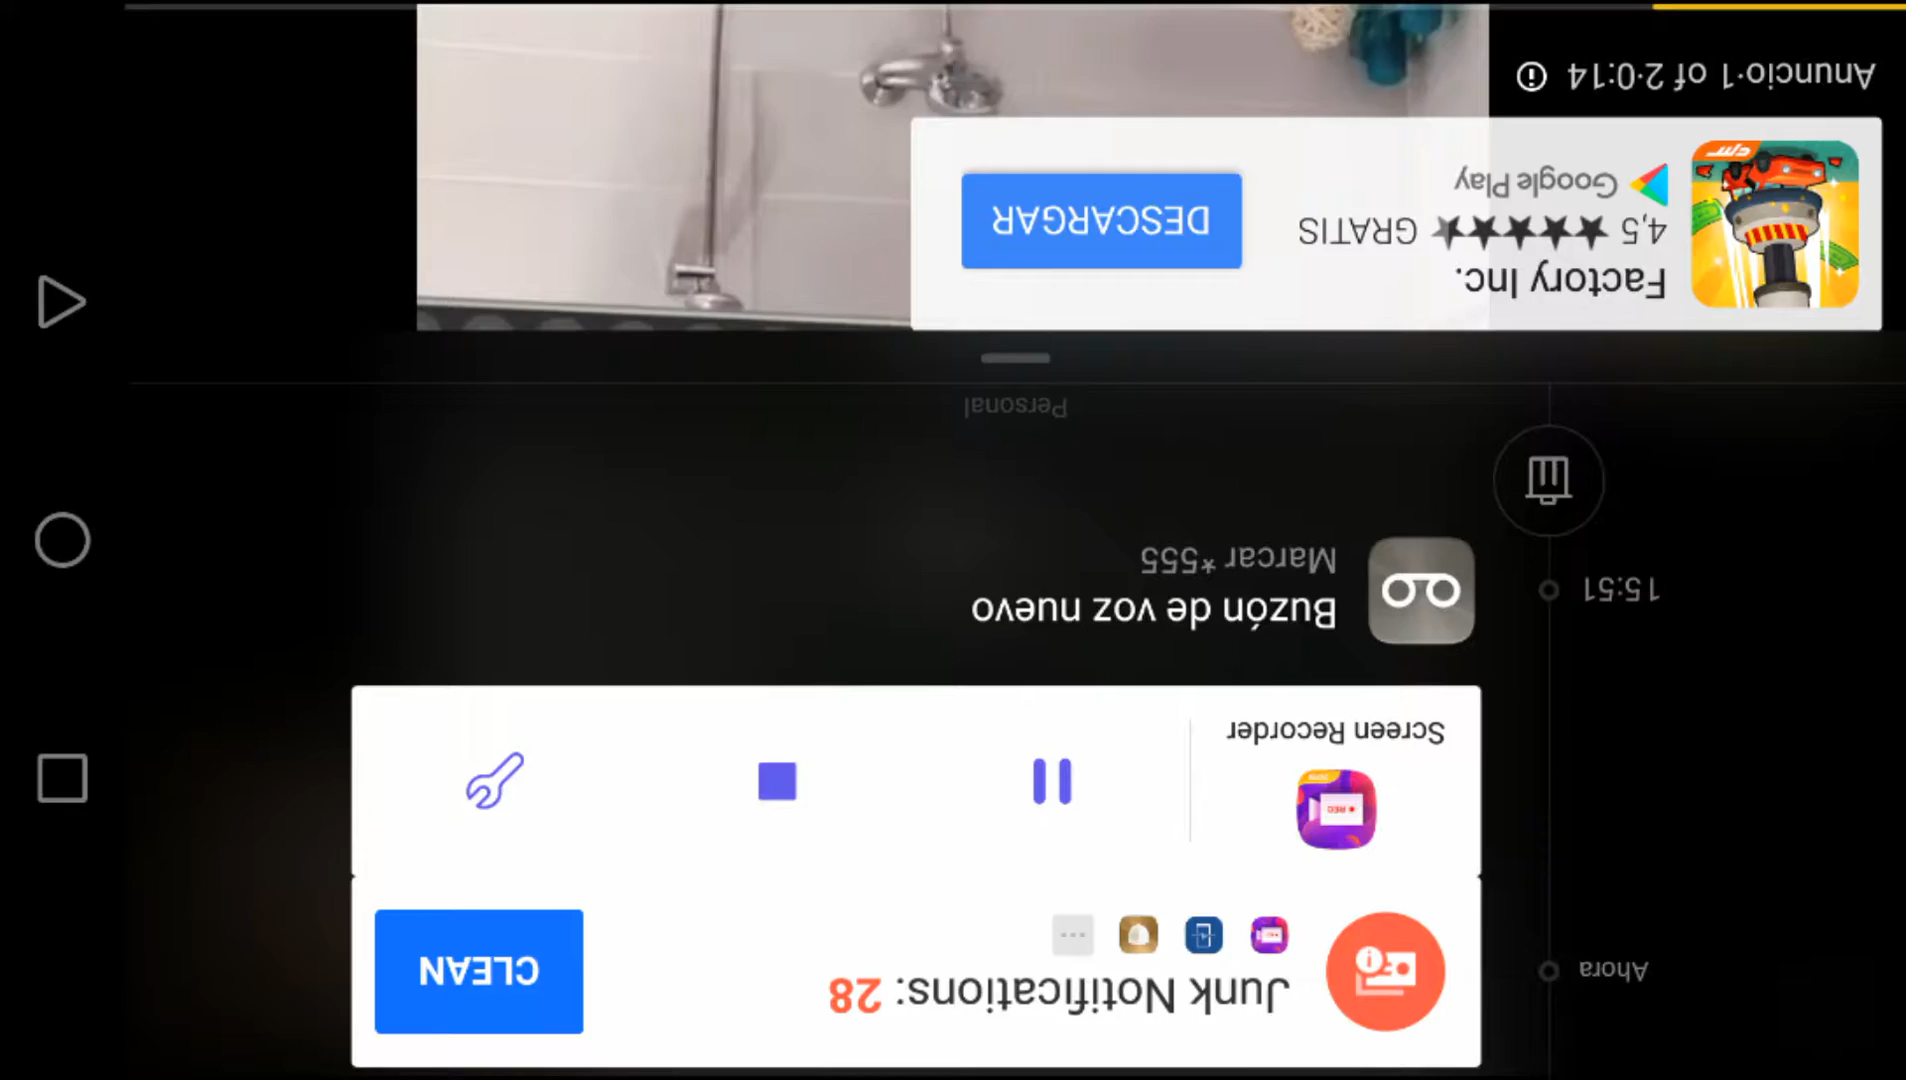 Ahora
Junk Notifications: 28
CLEAN
REC
Screen Recorder
15:51
Buzón de voz nuevo
Marcar *555
Personal
Factory Inc.
4,5 GRATIS
Google Play
DESCARGAR
Anuncio·1 of 2·0:14